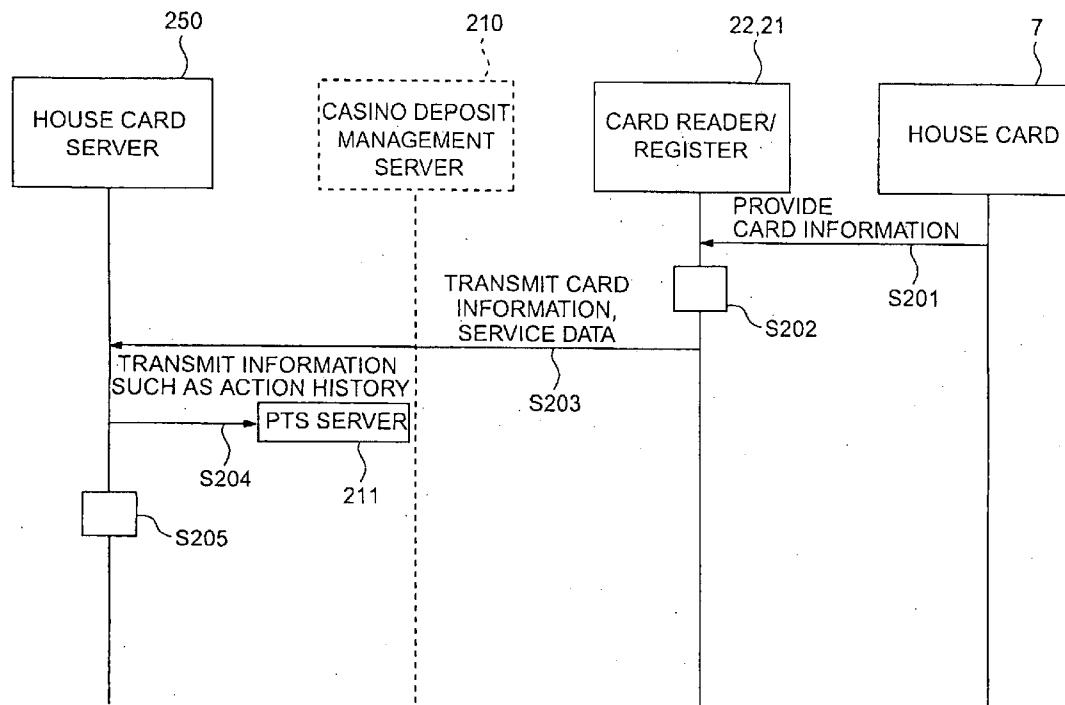 250
210
22,21
7
HOUSE CARD
SERVER
CASINO DEPOSIT
MANAGEMENT
SERVER
CARD READER/
REGISTER
HOUSE CARD
PROVIDE
CARD INFORMATION
S201
S202
TRANSMIT CARD
INFORMATION,
SERVICE DATA
S203
TRANSMIT INFORMATION
SUCH AS ACTION HISTORY
PTS SERVER
S204
211
S205